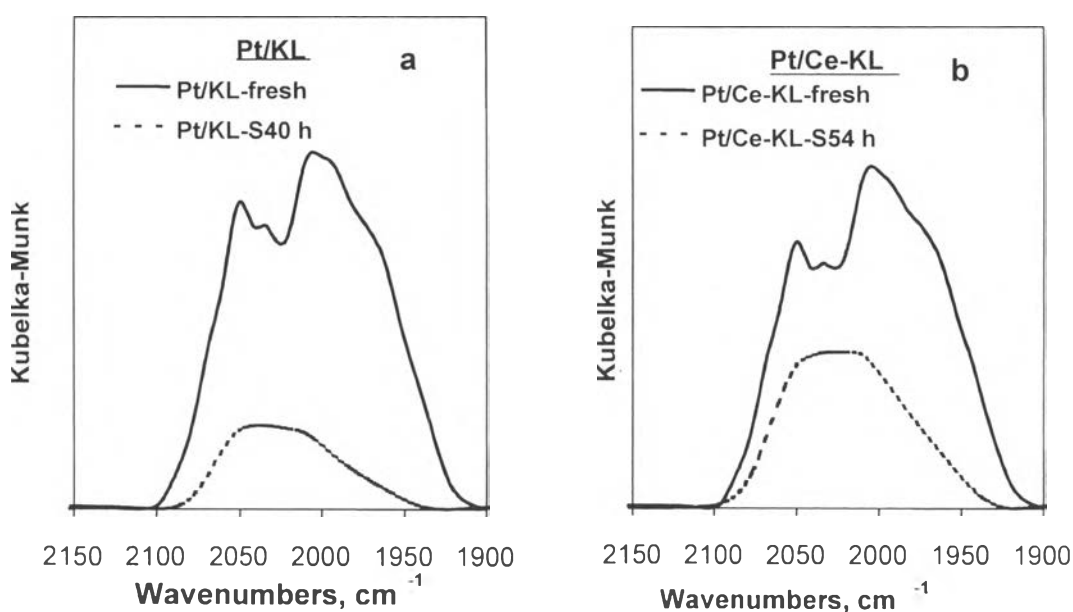 Pt/KL
a
Pt/KL-fresh
Pt/KL-S40 h
Kubelka-Munk
2150 2100 2050 2000 1950 1900
Wavenumbers, cm -1
Pt/Ce-KL
b
Pt/Ce-KL-fresh
Pt/Ce-KL-S54 h
Kubelka-Munk
2150 2100 2050 2000 1950 1900
Wavenumbers, cm -1